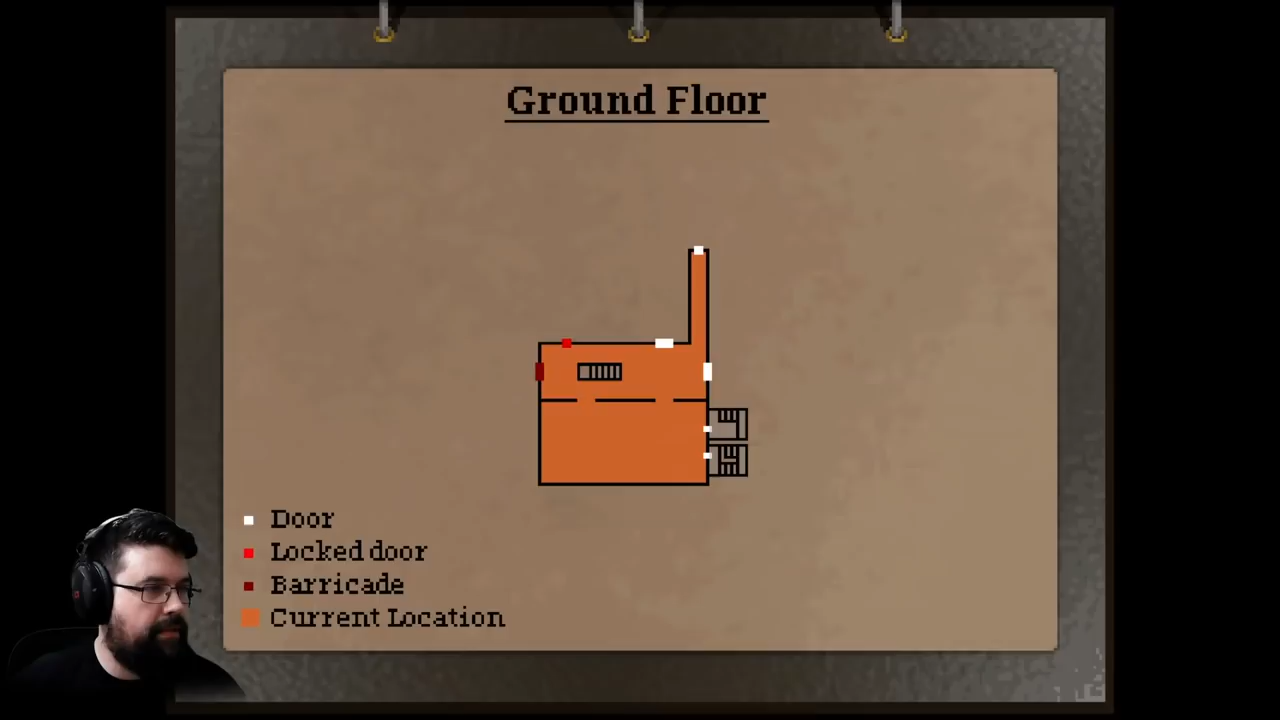 Ground Floor
Door
Locked door
Barricade
Current Location